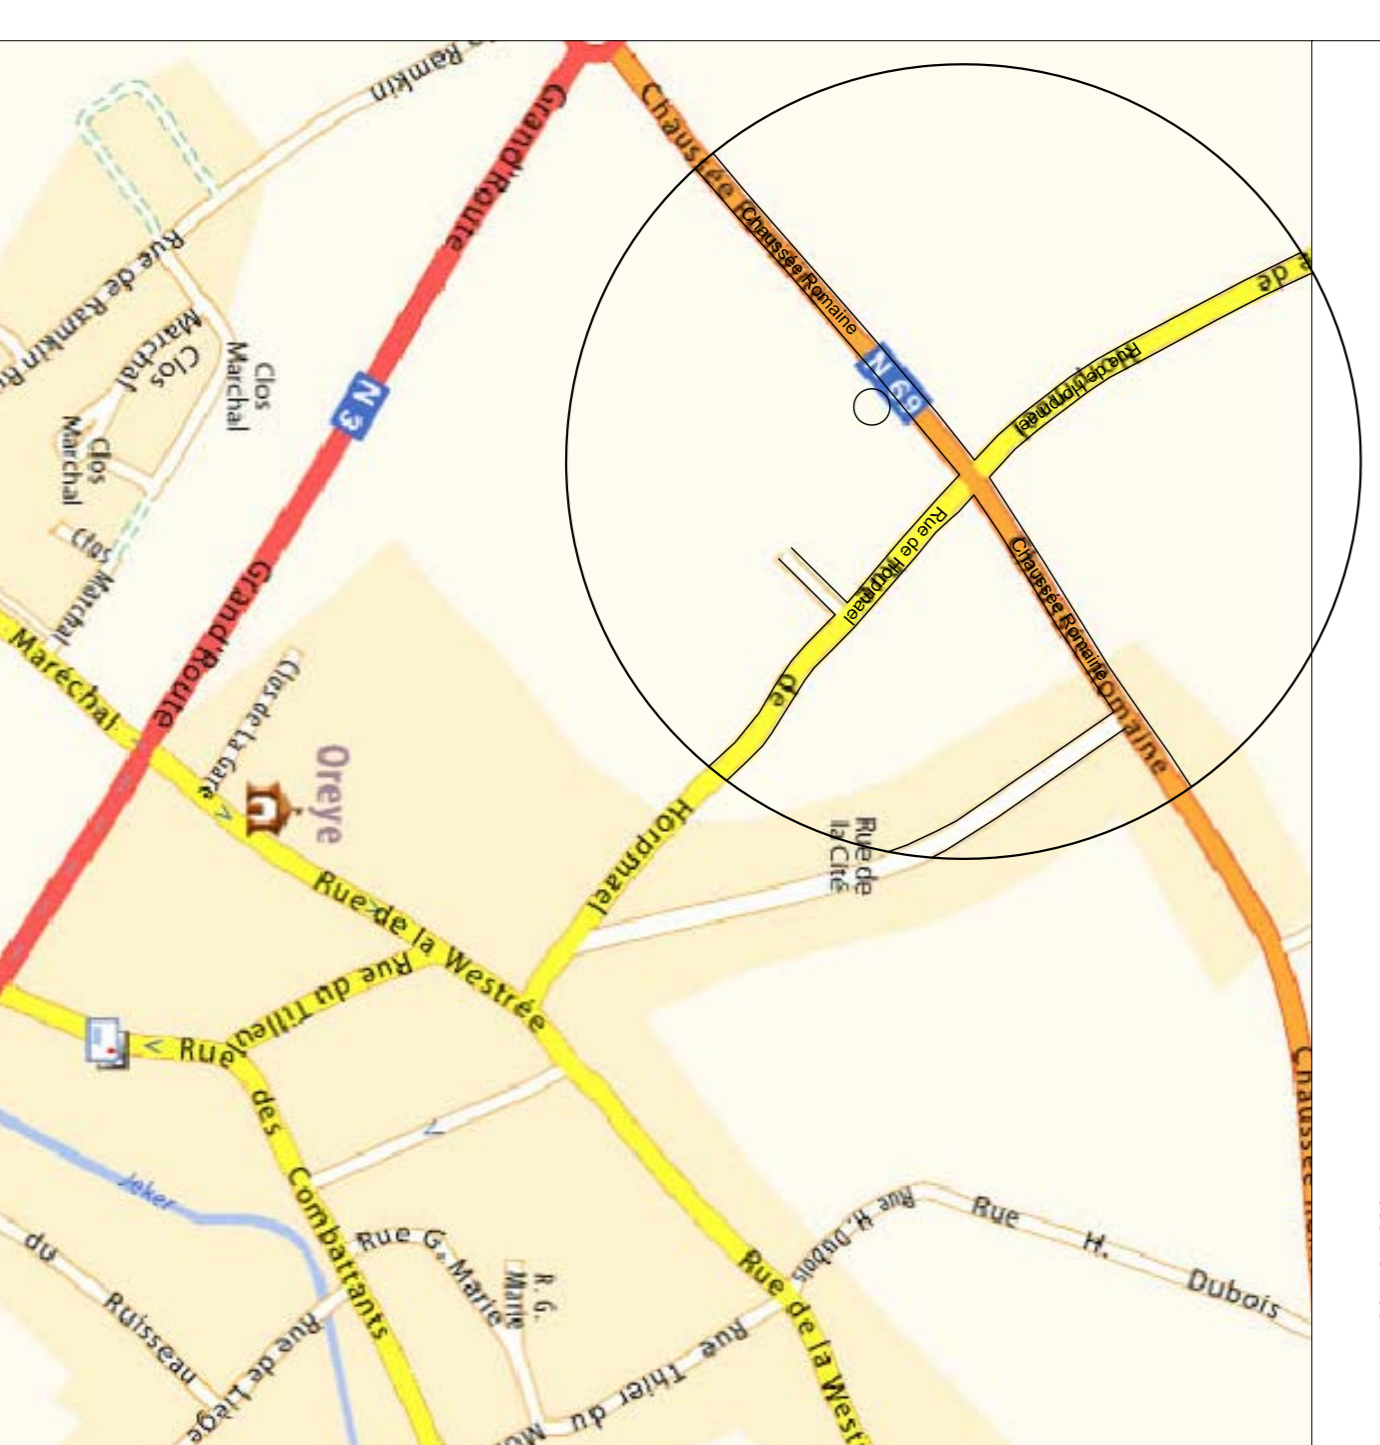 Ramkin
Grand'Route
Chaussée
Chaussée Romaine
Rue de Ramkin
de
Clos
Marchal
Clos
Marchal
Clos
Marchal
Clos Marchal
N 3
N 69
Rue de Horpmael
Rue de Horpmael
Chaussée Romaine
Romaine
Grand'Route
Maréchal
Clos de La Gare
de
Oreye
Horpmael
Rue de
la Cité
Rue de la Westrée
Rue du Tilleul
Rue des Combattants
Jeker
Chaussée
du Ruisseau
Rue G. Marie
R. G.
Marie
Rue H. Dubois
Rue H. Dubois
Rue de Liège
Rue Thier du
Rue de la West